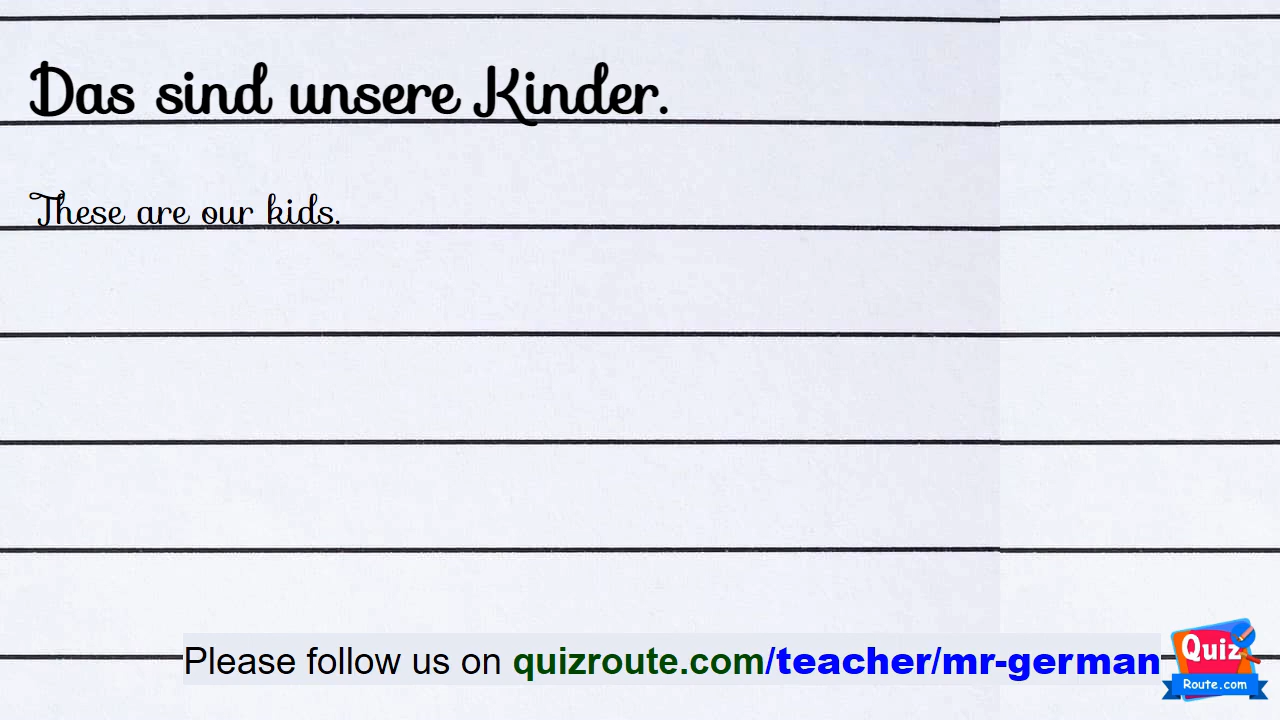 Das sind unsere Kinder.
These are our kids.
Please follow us on quizroute.com/teacher/mr-german
Quiz
Route.com